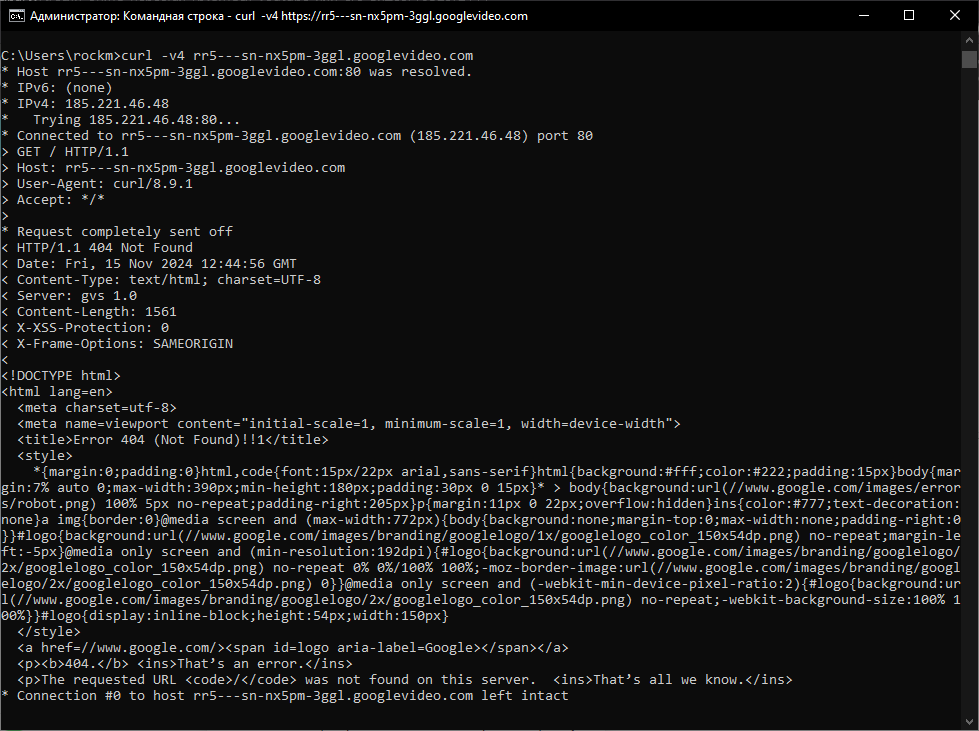 Администратор: Командная строка - curl -v4 https://rr5---sn-nx5pm-3ggl.googlevideo.com
C:\Users\rockm>curl -v4 rr5---sn-nx5pm-3ggl.googlevideo.com
* Host rr5---sn-nx5pm-3ggl.googlevideo.com:80 was resolved.
* IPv6: (none)
* IPv4: 185.221.46.48
*   Trying 185.221.46.48:80...
* Connected to rr5---sn-nx5pm-3ggl.googlevideo.com (185.221.46.48) port 80
> GET / HTTP/1.1
> Host: rr5---sn-nx5pm-3ggl.googlevideo.com
> User-Agent: curl/8.9.1
> Accept: */*
>
* Request completely sent off
< HTTP/1.1 404 Not Found
< Date: Fri, 15 Nov 2024 12:44:56 GMT
< Content-Type: text/html; charset=UTF-8
< Server: gvs 1.0
< Content-Length: 1561
< X-XSS-Protection: 0
< X-Frame-Options: SAMEORIGIN
<
<!DOCTYPE html>
<html lang=en>
  <meta charset=utf-8>
  <meta name=viewport content="initial-scale=1, minimum-scale=1, width=device-width">
  <title>Error 404 (Not Found)!!1</title>
  <style>
    *{margin:0;padding:0}html,code{font:15px/22px arial,sans-serif}html{background:#fff;color:#222;padding:15px}body{mar
gin:7% auto 0;max-width:390px;min-height:180px;padding:30px 0 15px}* > body{background:url(//www.google.com/images/error
s/robot.png) 100% 5px no-repeat;padding-right:205px}p{margin:11px 0 22px;overflow:hidden}ins{color:#777;text-decoration:
none}a img{border:0}@media screen and (max-width:772px){body{background:none;margin-top:0;max-width:none;padding-right:0
}}#logo{background:url(//www.google.com/images/branding/googlelogo/1x/googlelogo_color_150x54dp.png) no-repeat;margin-le
ft:-5px}@media only screen and (min-resolution:192dpi){#logo{background:url(//www.google.com/images/branding/googlelogo/
2x/googlelogo_color_150x54dp.png) no-repeat 0% 0%/100% 100%;-moz-border-image:url(//www.google.com/images/branding/googl
elogo/2x/googlelogo_color_150x54dp.png) 0}}@media only screen and (-webkit-min-device-pixel-ratio:2){#logo{background:ur
l(//www.google.com/images/branding/googlelogo/2x/googlelogo_color_150x54dp.png) no-repeat;-webkit-background-size:100% 1
00%}}#logo{display:inline-block;height:54px;width:150px}
  </style>
  <a href=//www.google.com/><span id=logo aria-label=Google></span></a>
  <p><b>404.</b> <ins>That’s an error.</ins>
  <p>The requested URL <code>/</code> was not found on this server.  <ins>That’s all we know.</ins>
* Connection #0 to host rr5---sn-nx5pm-3ggl.googlevideo.com left intact